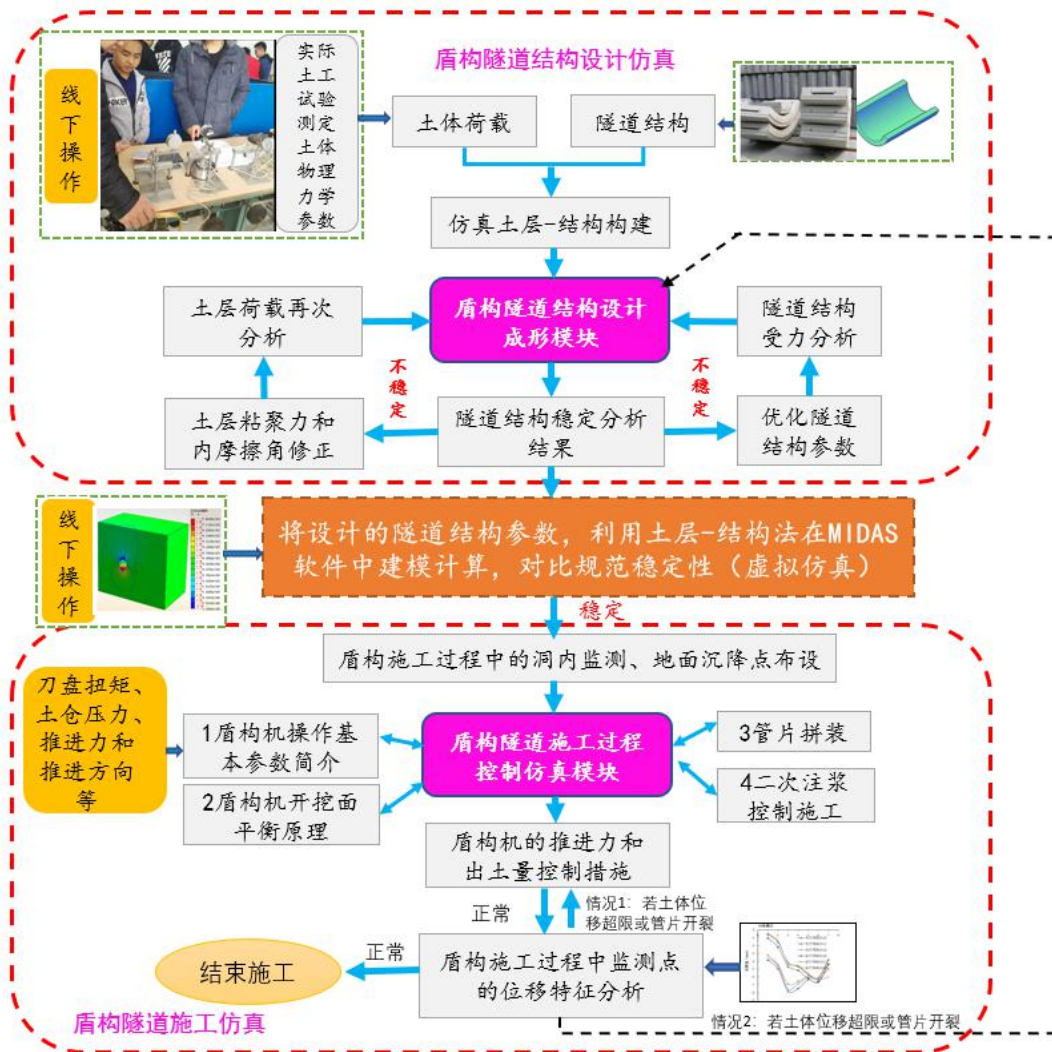 盾构隧道结构设计仿真
线下操作
实际
土工
试验
测定
土体
物理
力学
参数
土体荷载
隧道结构
仿真土层-结构构建
土层荷载再次
分析
盾构隧道结构设计
成形模块
隧道结构
受力分析
不稳定
不稳定
土层粘聚力和
内摩擦角修正
隧道结构稳定分析
结果
优化隧道
结构参数
线下操作
将设计的隧道结构参数，利用土层-结构法在MIDAS
软件中建模计算，对比规范稳定性（虚拟仿真）
稳定
盾构施工过程中的洞内监测、地面沉降点布设
刀盘扭矩、
土仓压力、
推进力和
推进方向
等
1盾构机操作基
本参数简介
2盾构机开挖面
平衡原理
盾构隧道施工过程
控制仿真模块
3管片拼装
4二次注浆
控制施工
盾构机的推进力和
出土量控制措施
正常
情况1：若土体位
移超限或管片开裂
结束施工
正常
盾构施工过程中监测点
的位移特征分析
情况2：若土体位移超限或管片开裂
盾构隧道施工仿真